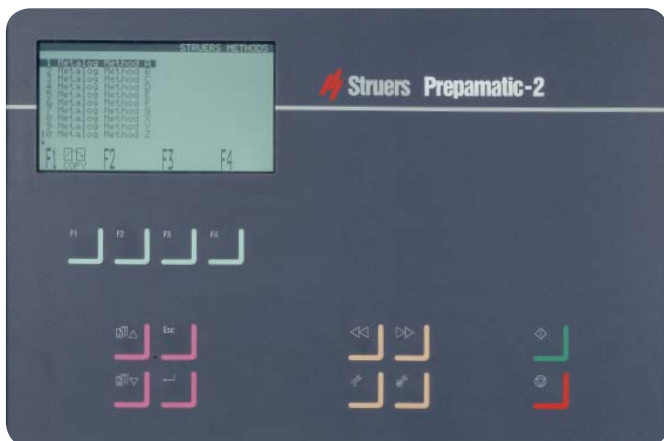 STRUERS METHODS
1 Metalog Method A
2 Metalog Method B
3 Metalog Method C
4 Metalog Method D
5 Metalog Method E
6 Metalog Method F
7 Metalog Method
8 Metalog Method
9 Metalog Method
Metalog Method
F1 COPY F2 F3 F4
Struers Prepamatic-2
F1 F2 F3 F4
Esc